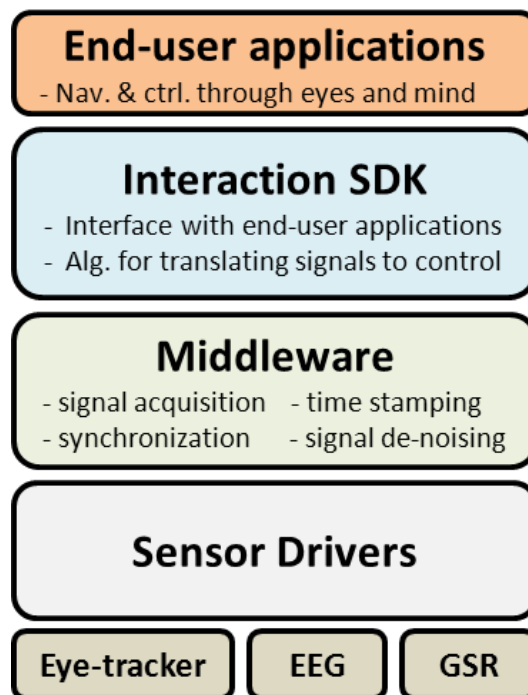 End-user applications
- Nav. & ctrl. through eyes and mind
Interaction SDK
- Interface with end-user applications
- Alg. for translating signals to control
Middleware
- signal acquisition - time stamping
- synchronization - signal de-noising
Sensor Drivers
Eye-tracker EEG GSR